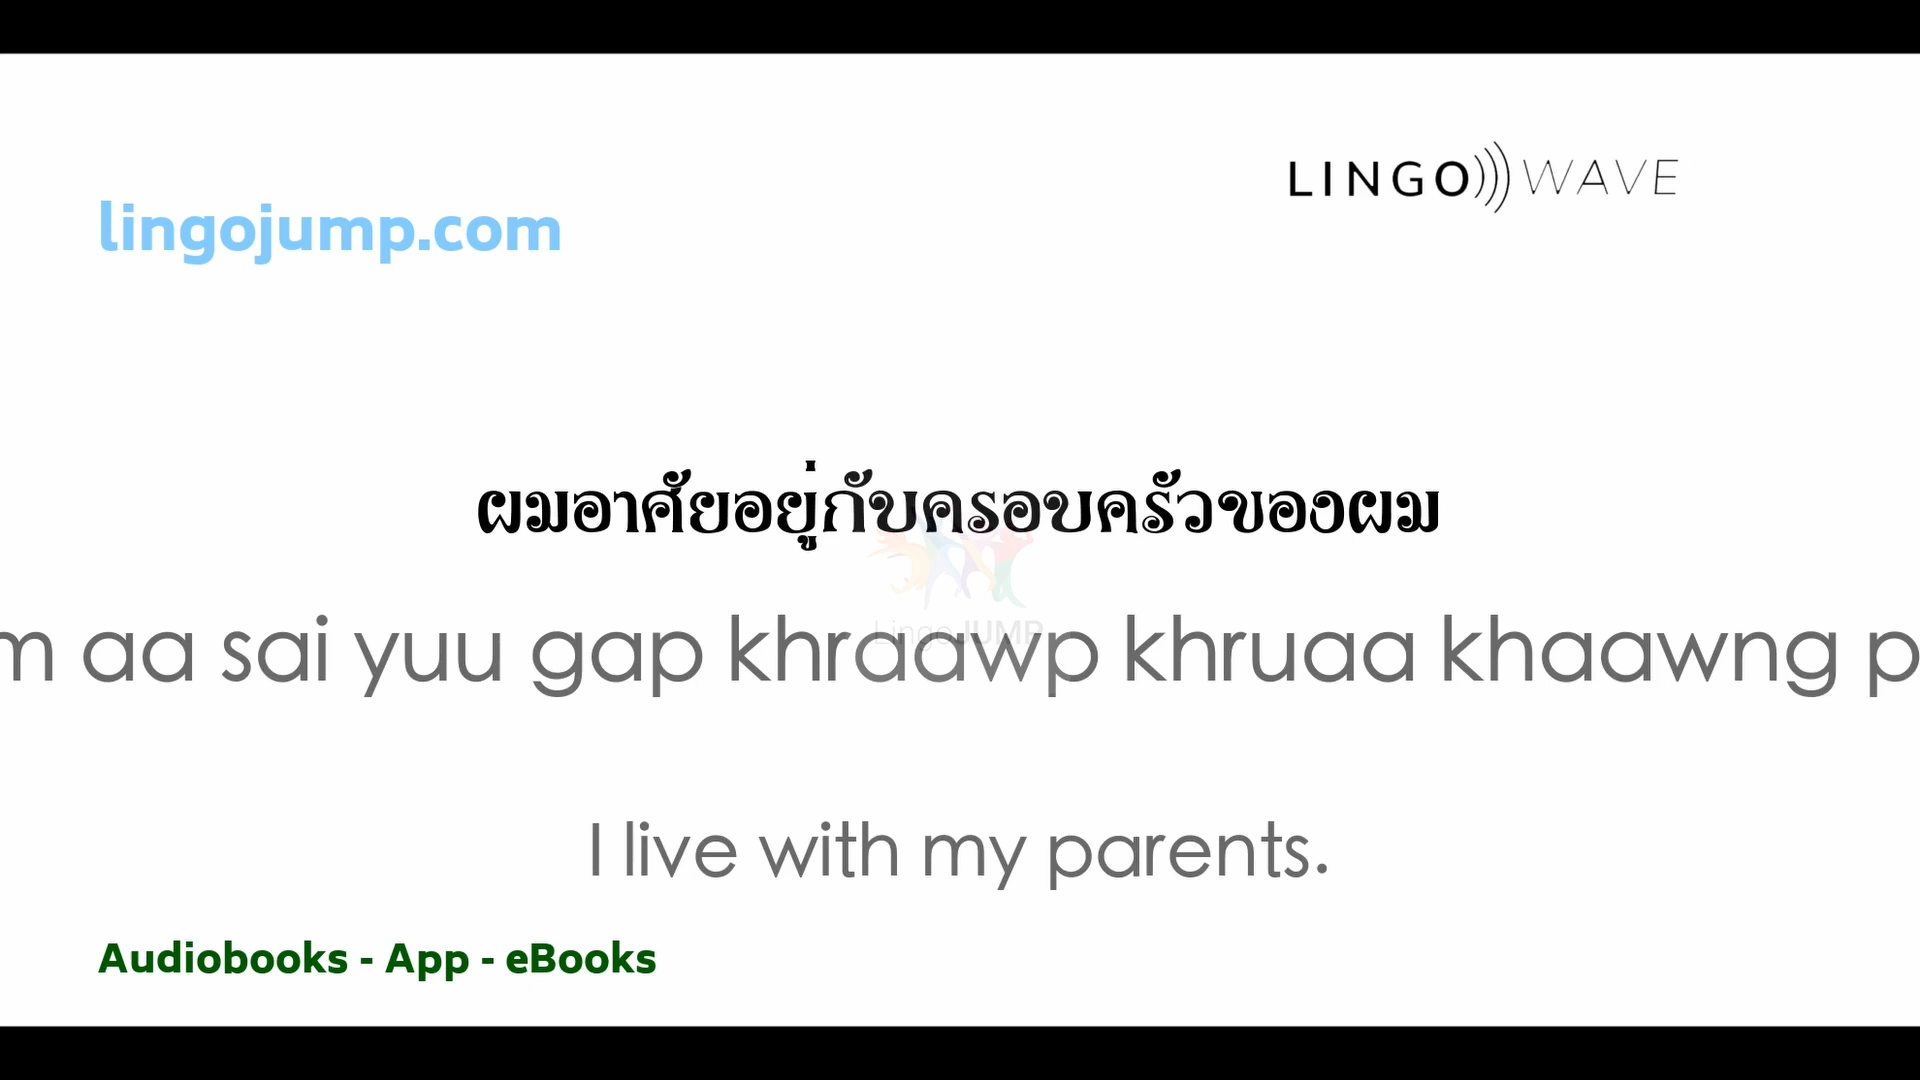 LINGO WAVE
lingojump.com
ผมอาศัยอยู่กับครอบครัวของผม
LingoJUMP
m aa sai yuu gap khraawp khruaa khaawng p
I live with my parents.
Audiobooks - App - eBooks